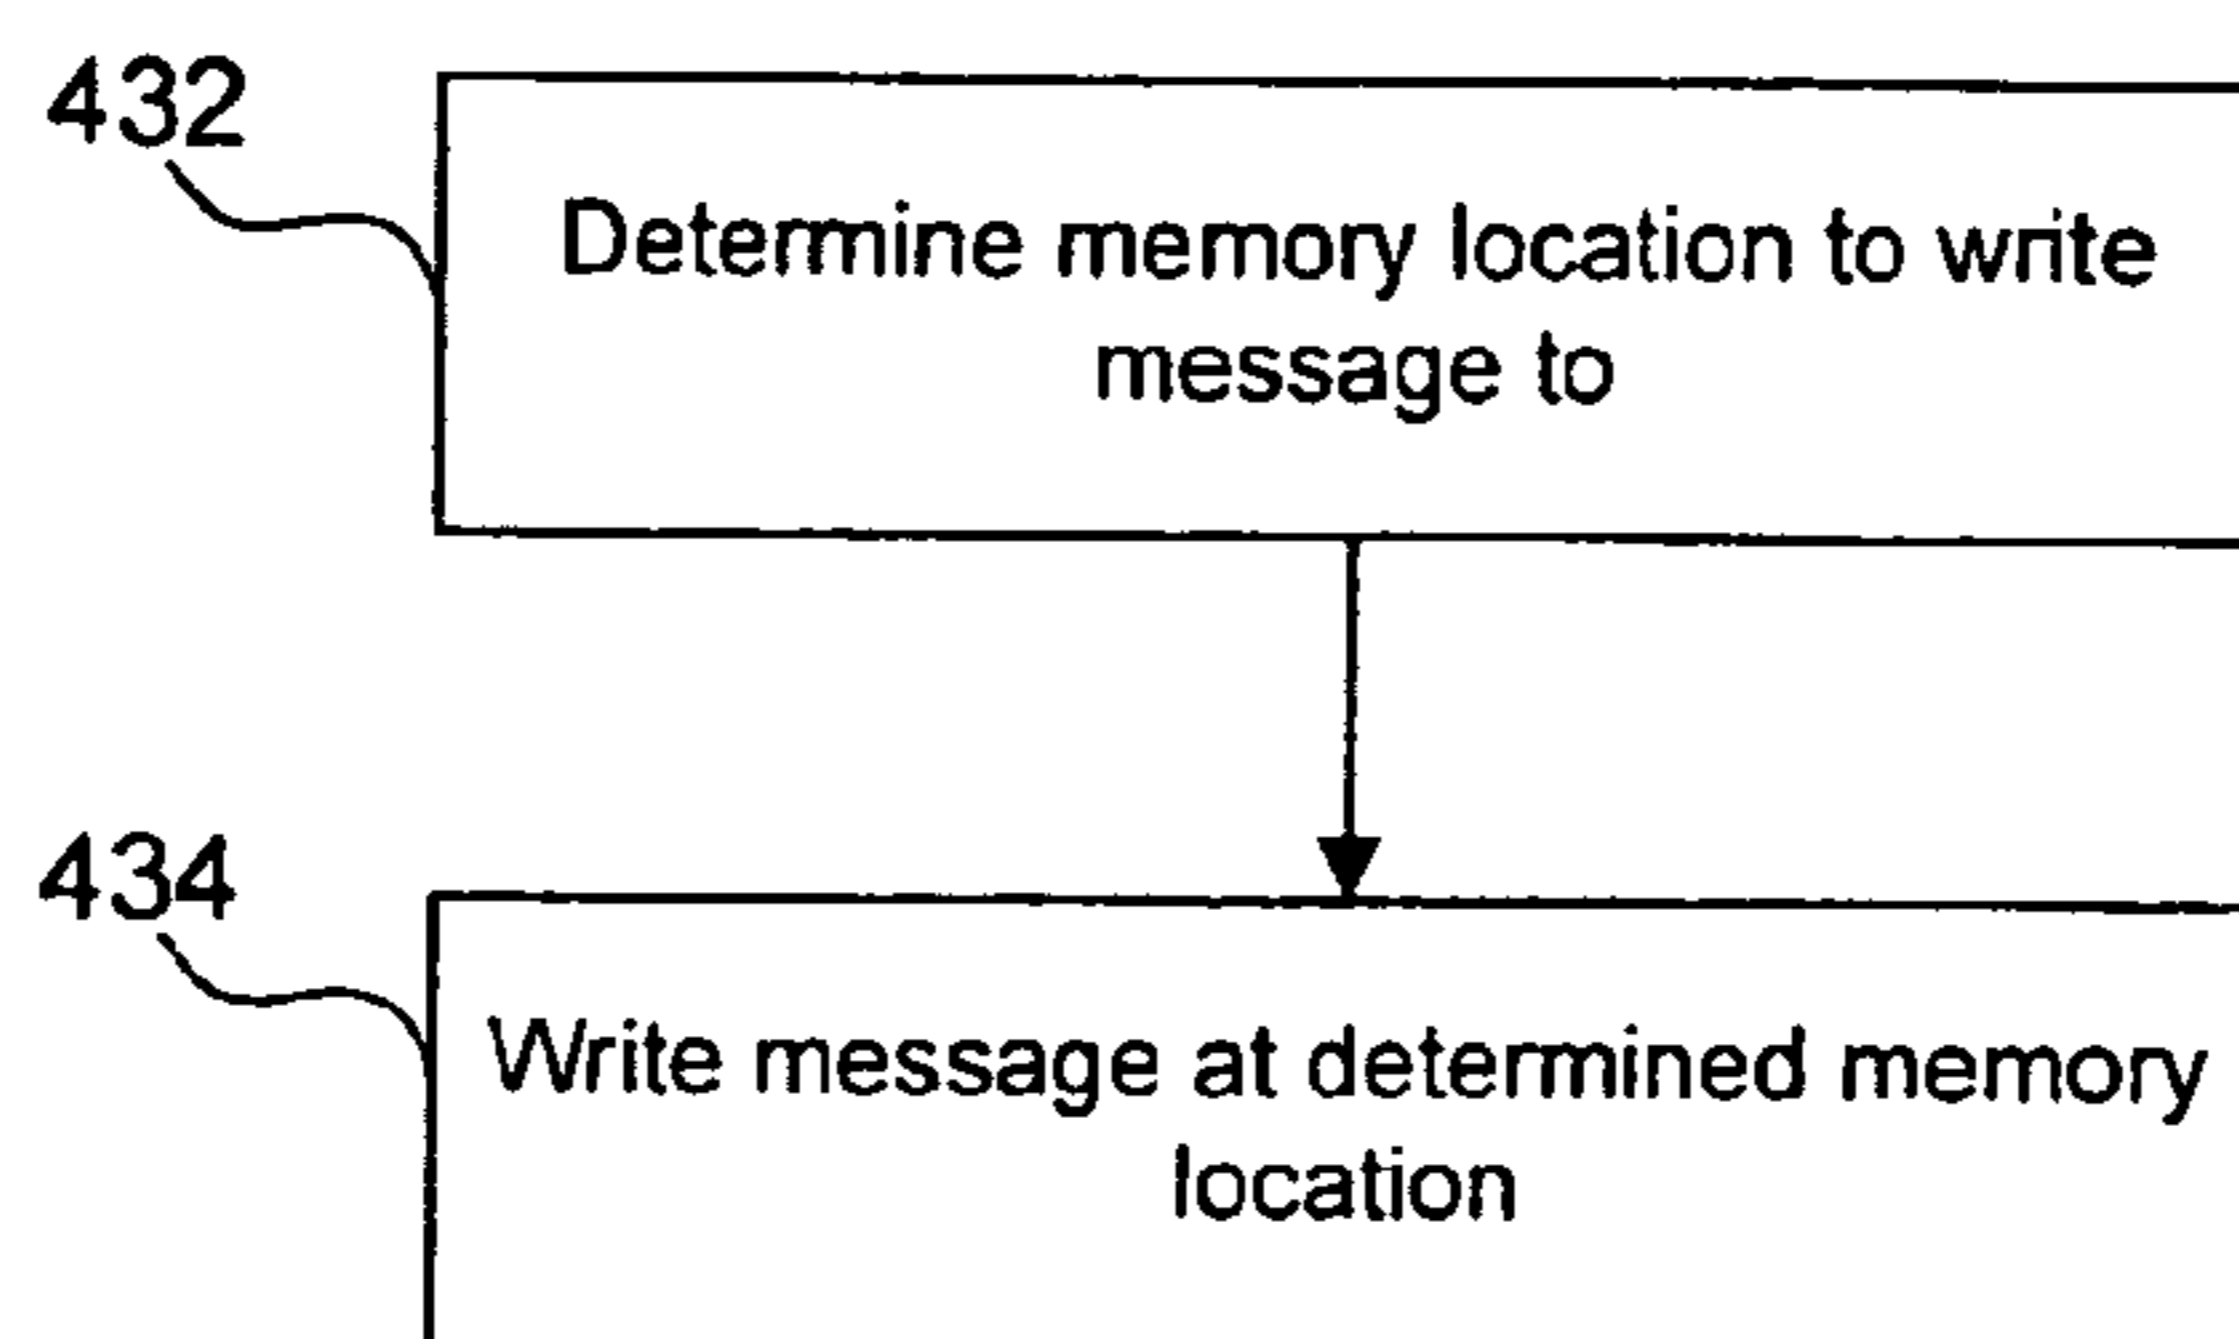 432
Determine memory location to write
message to
434
Write message at determined memory
location